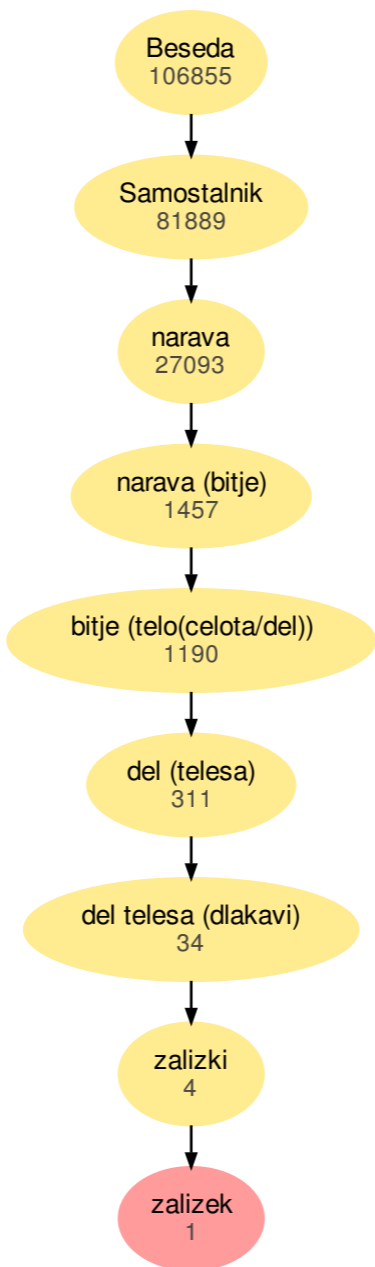 Beseda
106855
Samostalnik
81889
narava
27093
narava (bitje)
1457
bitje (telo(celota/del))
1190
del (telesa)
311
del telesa (dlakavi)
34
zalizki
4
zalizek
1